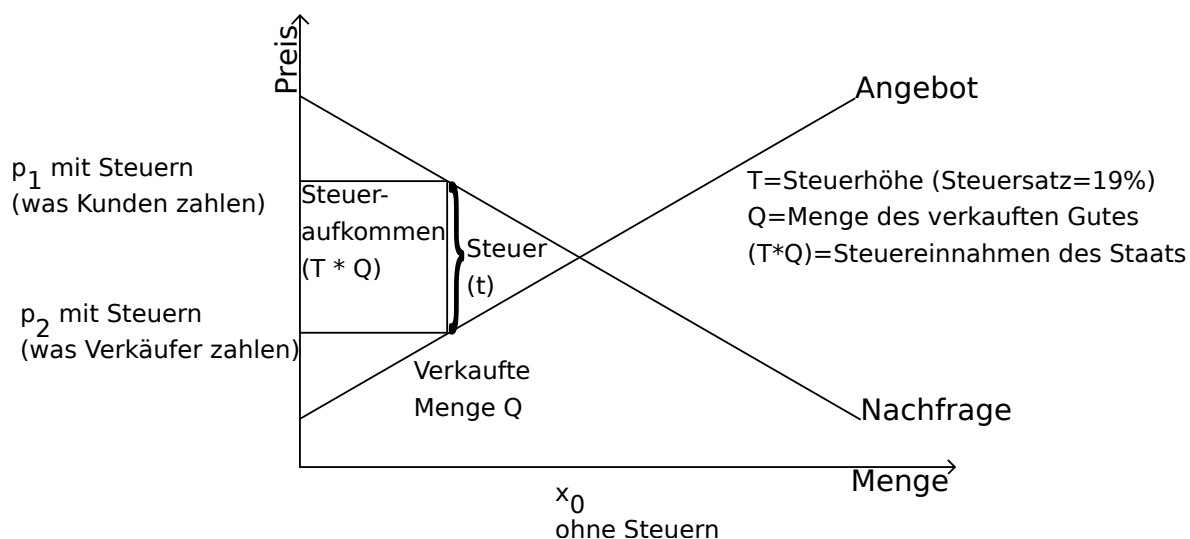 Preis
Angebot
p1 mit Steuern
(was Kunden zahlen)
Steuer-
aufkommen
(T * Q)
Steuer
(t)
T=Steuerhöhe (Steuersatz=19%)
Q=Menge des verkauften Gutes
(T*Q)=Steuereinnahmen des Staats
p2 mit Steuern
(was Verkäufer zahlen)
Verkaufte
Menge Q
Nachfrage
Menge
x0
ohne Steuern